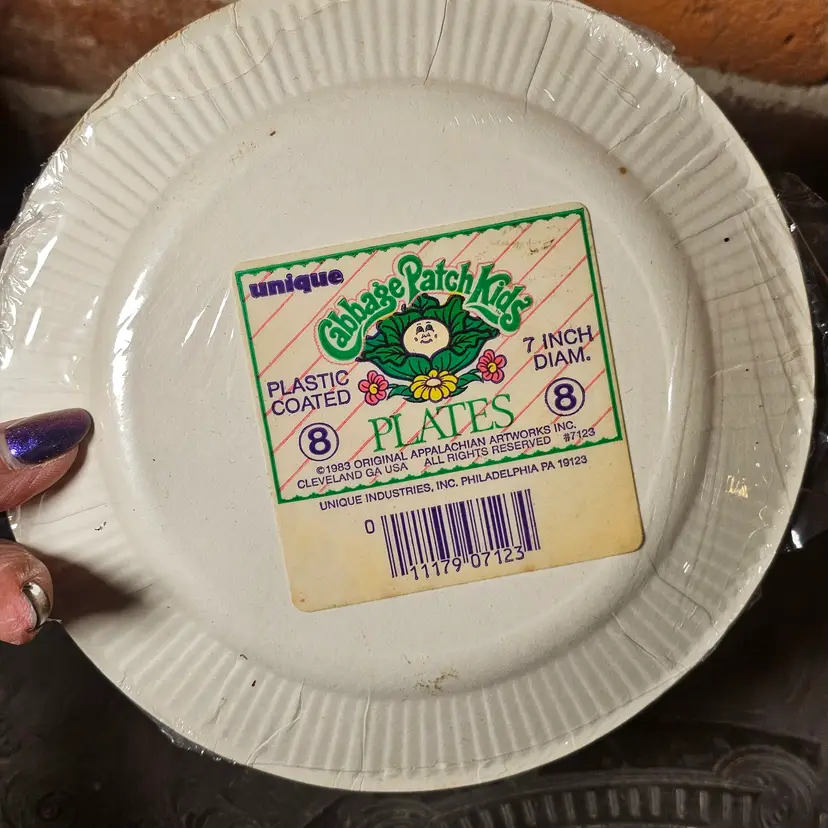 unique
Cabbage Patch Kids
PLASTIC COATED
7 INCH DIAM.
8
8
PLATES
©1983 ORIGINAL APPALACHIAN ARTWORKS INC.
CLEVELAND GA USA ALL RIGHTS RESERVED #7123
UNIQUE INDUSTRIES, INC. PHILADELPHIA PA 19123
0 11179 07123